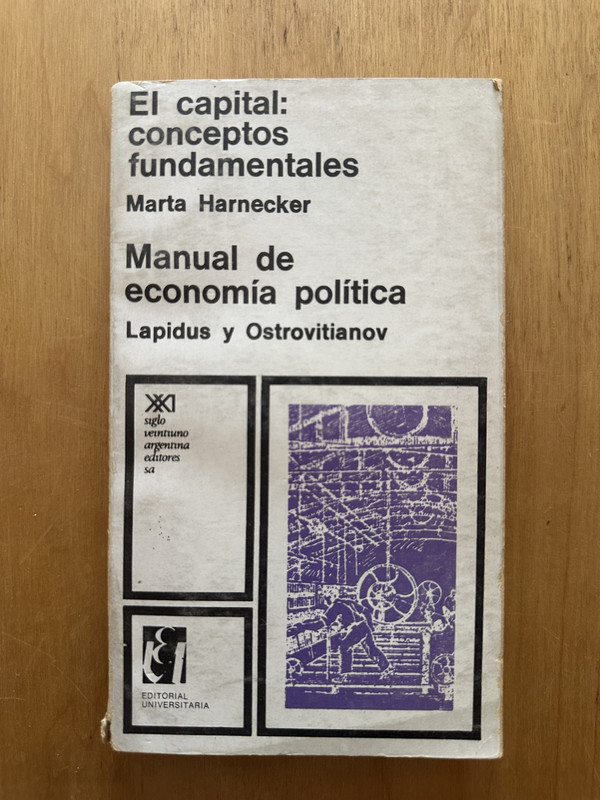 El capital:
conceptos
fundamentales
Marta Harnecker
Manual de
economía política
Lapidus y Ostrovitianov
siglo
veintiuno
argentina
editores
sa
EDITORIAL
UNIVERSITARIA